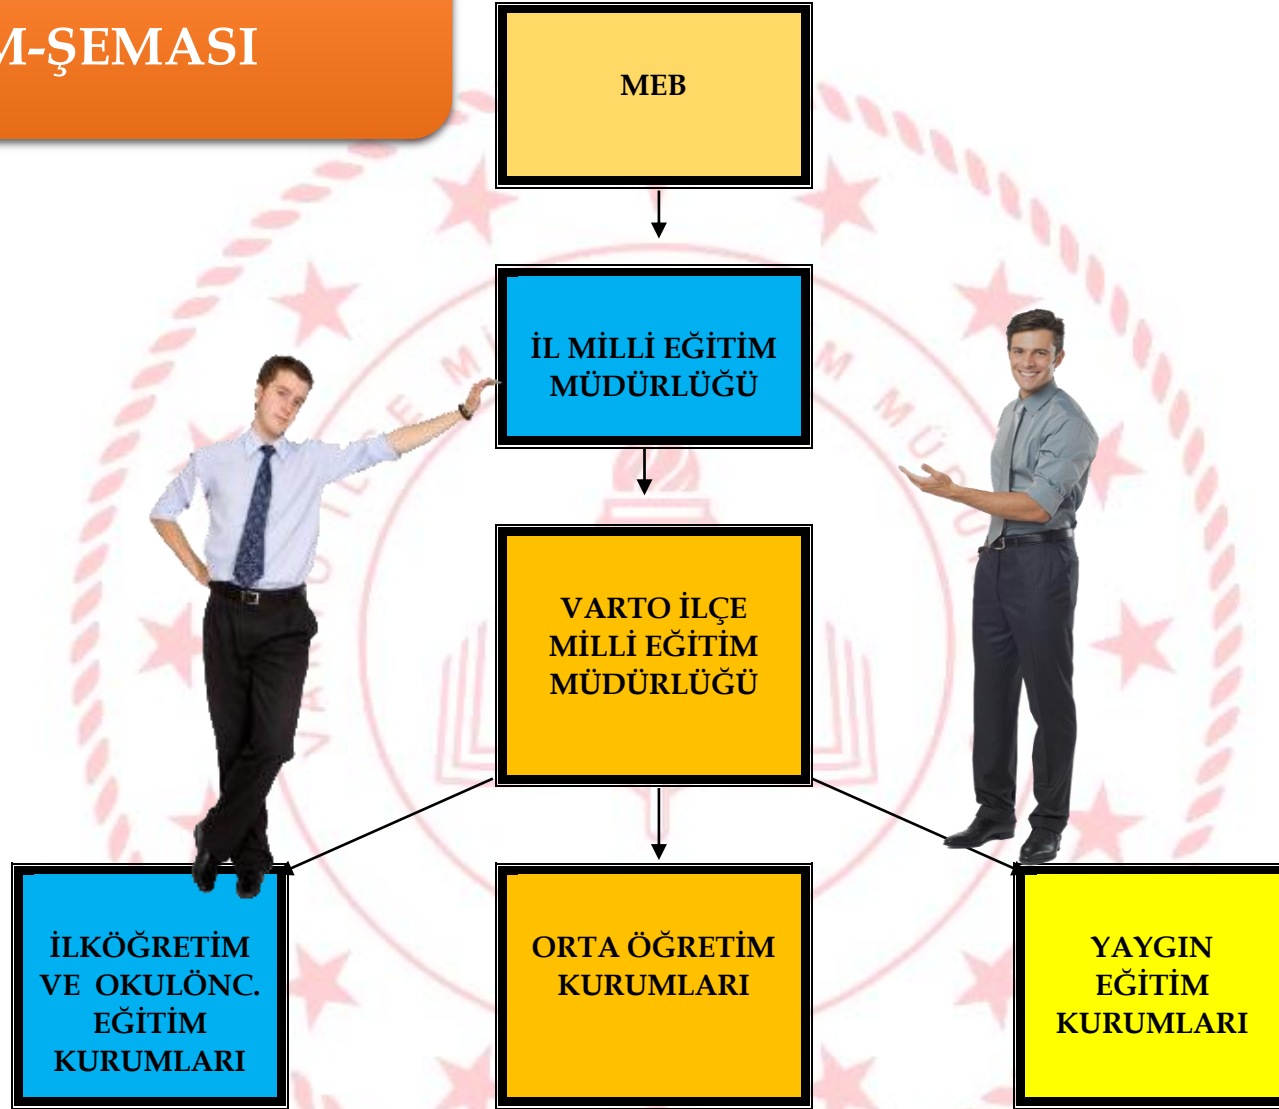 M-ŞEMASI
MEB
İL MİLLİ EĞİTİM
MÜDÜRLÜĞÜ
VARTO İLÇE
MİLLİ EĞİTİM
MÜDÜRLÜĞÜ
İLKÖĞRETİM
VE OKULÖNC.
EĞİTİM
KURUMLARI
ORTA ÖĞRETİM
KURUMLARI
YAYGIN
EĞİTİM
KURUMLARI